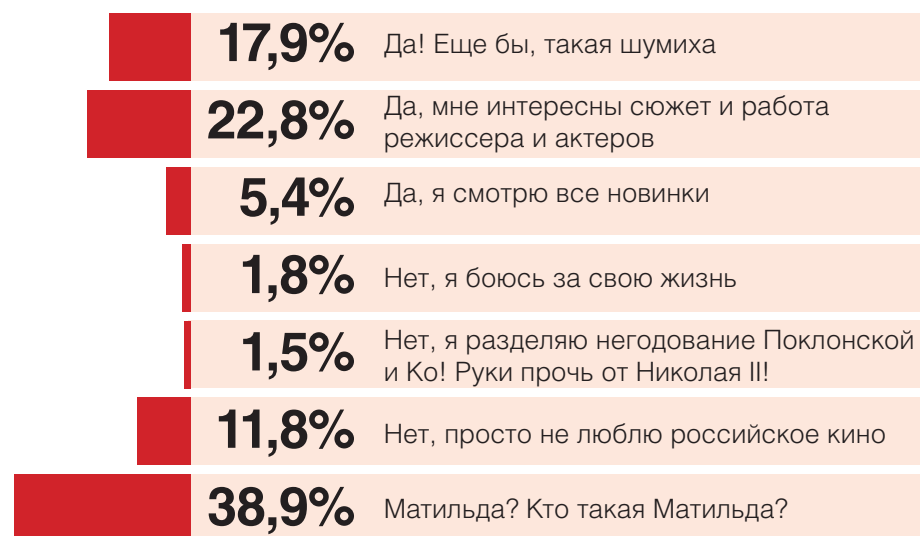 17,9% Да! Еще бы, такая шумиха
22,8% Да, мне интересны сюжет и работа
режиссера и актеров
5,4% Да, я смотрю все новинки
1,8% Нет, я боюсь за свою жизнь
1,5% Нет, я разделяю негодование Поклонской
и Ко! Руки прочь от Николая II!
11,8% Нет, просто не люблю российское кино
38,9% Матильда? Кто такая Матильда?